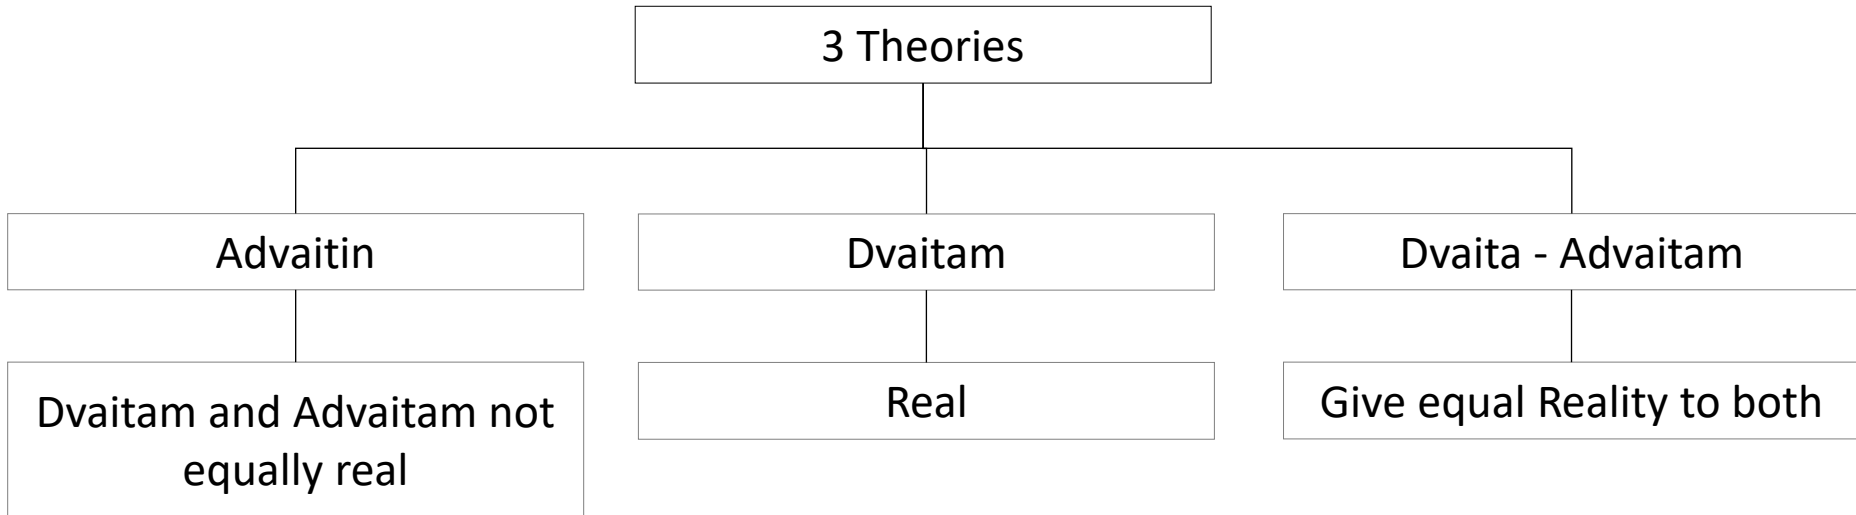 3 Theories
Advaitin
Dvaitam
Dvaita - Advaitam
Dvaitam and Advaitam not
equally real
Real
Give equal Reality to both